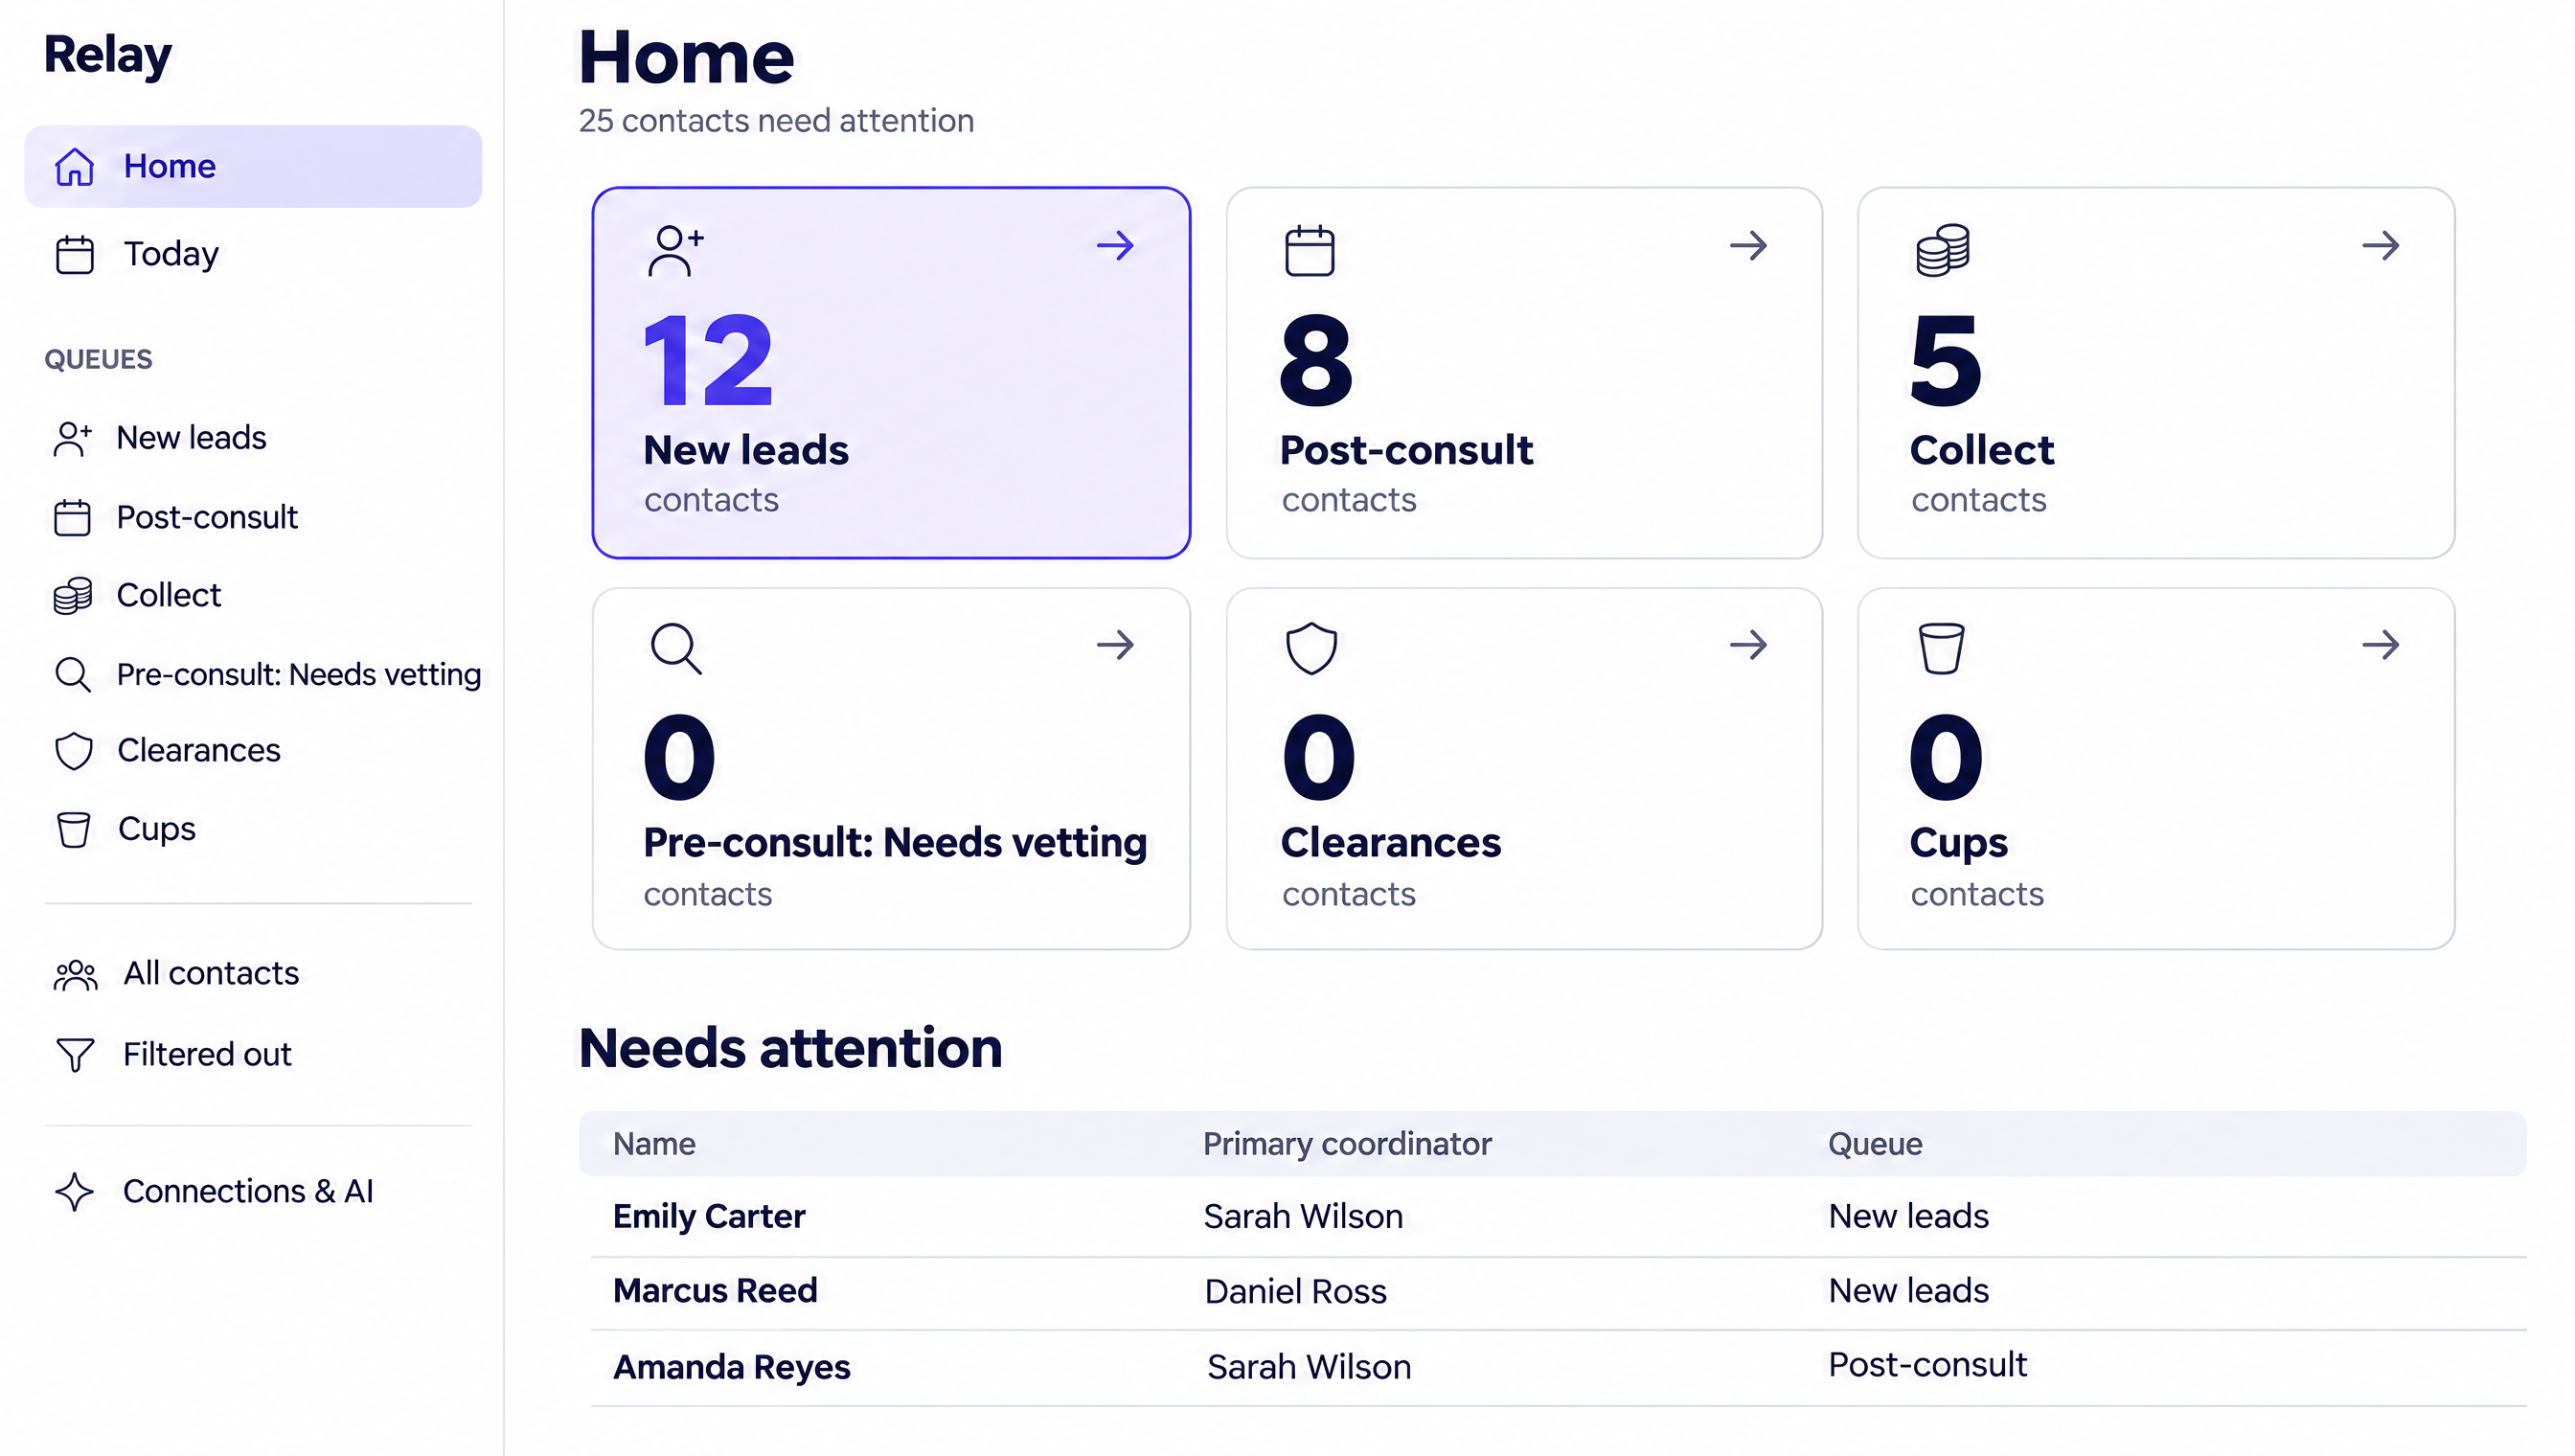 Relay
Home
Today
QUEUES
New leads
Post-consult
Collect
Pre-consult: Needs vetting
Clearances
Cups
All contacts
Filtered out
Connections & AI
Home
25 contacts need attention
12
New leads
contacts
8
Post-consult
contacts
5
Collect
contacts
0
Pre-consult: Needs vetting
contacts
0
Clearances
contacts
0
Cups
contacts
Needs attention
Name Primary coordinator Queue
Emily Carter Sarah Wilson New leads
Marcus Reed Daniel Ross New leads
Amanda Reyes Sarah Wilson Post-consult